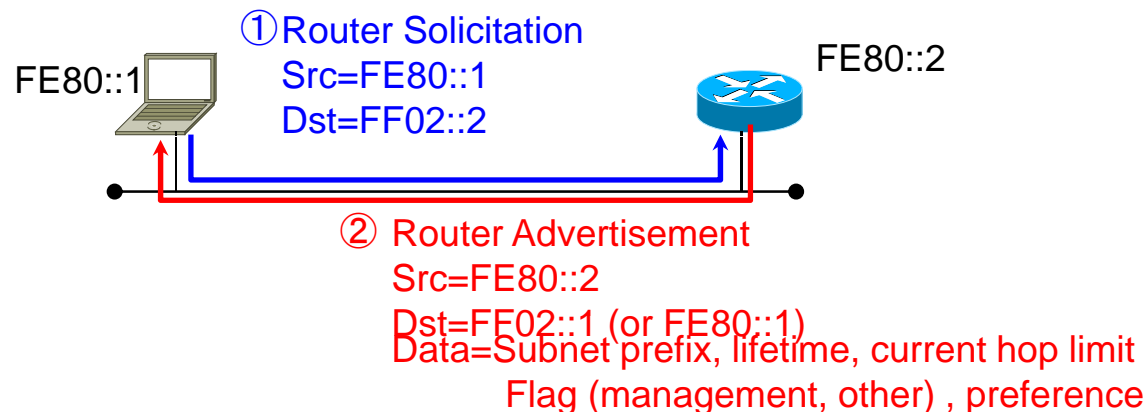 ①Router Solicitation
Src=FE80::1
Dst=FF02::2
FE80::1
FE80::2
② Router Advertisement
Src=FE80::2
Dst=FF02::1 (or FE80::1)
Data=Subnet prefix, lifetime, current hop limit
Flag (management, other) , preference